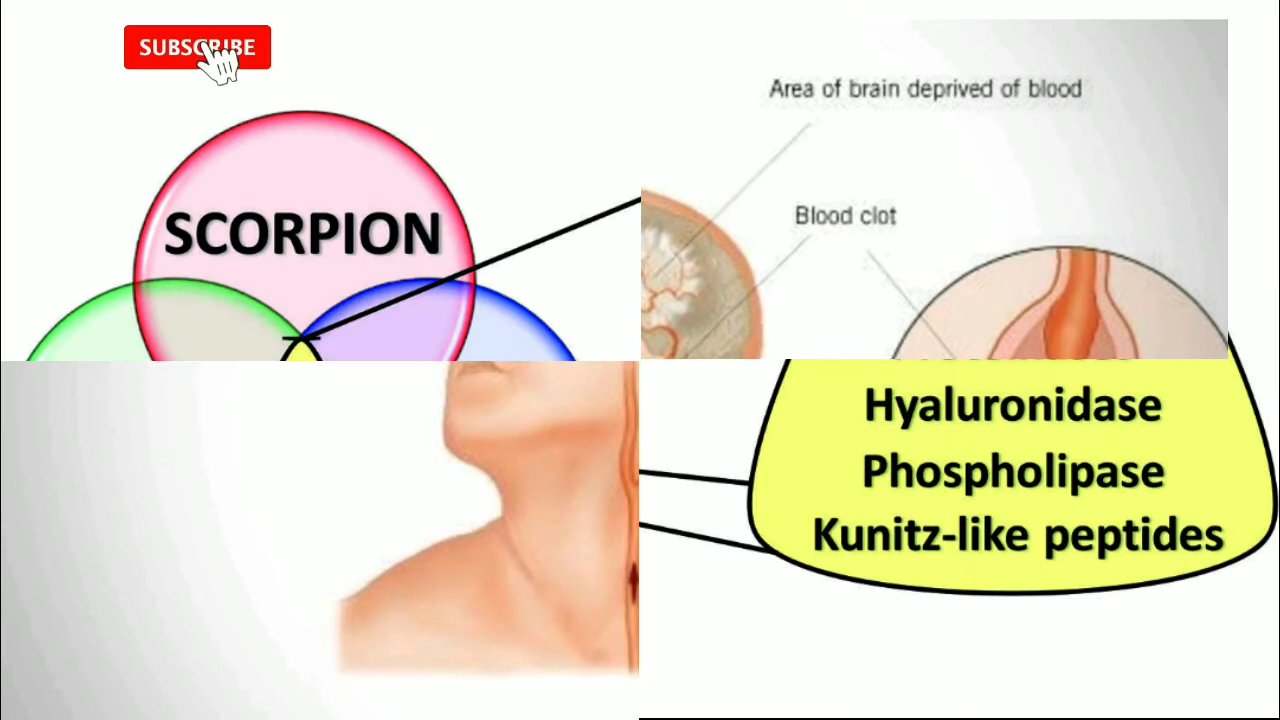 SUBSCRIBE
SCORPION
Area of brain deprived of blood
Blood clot
Hyaluronidase
Phospholipase
Kunitz-like peptides